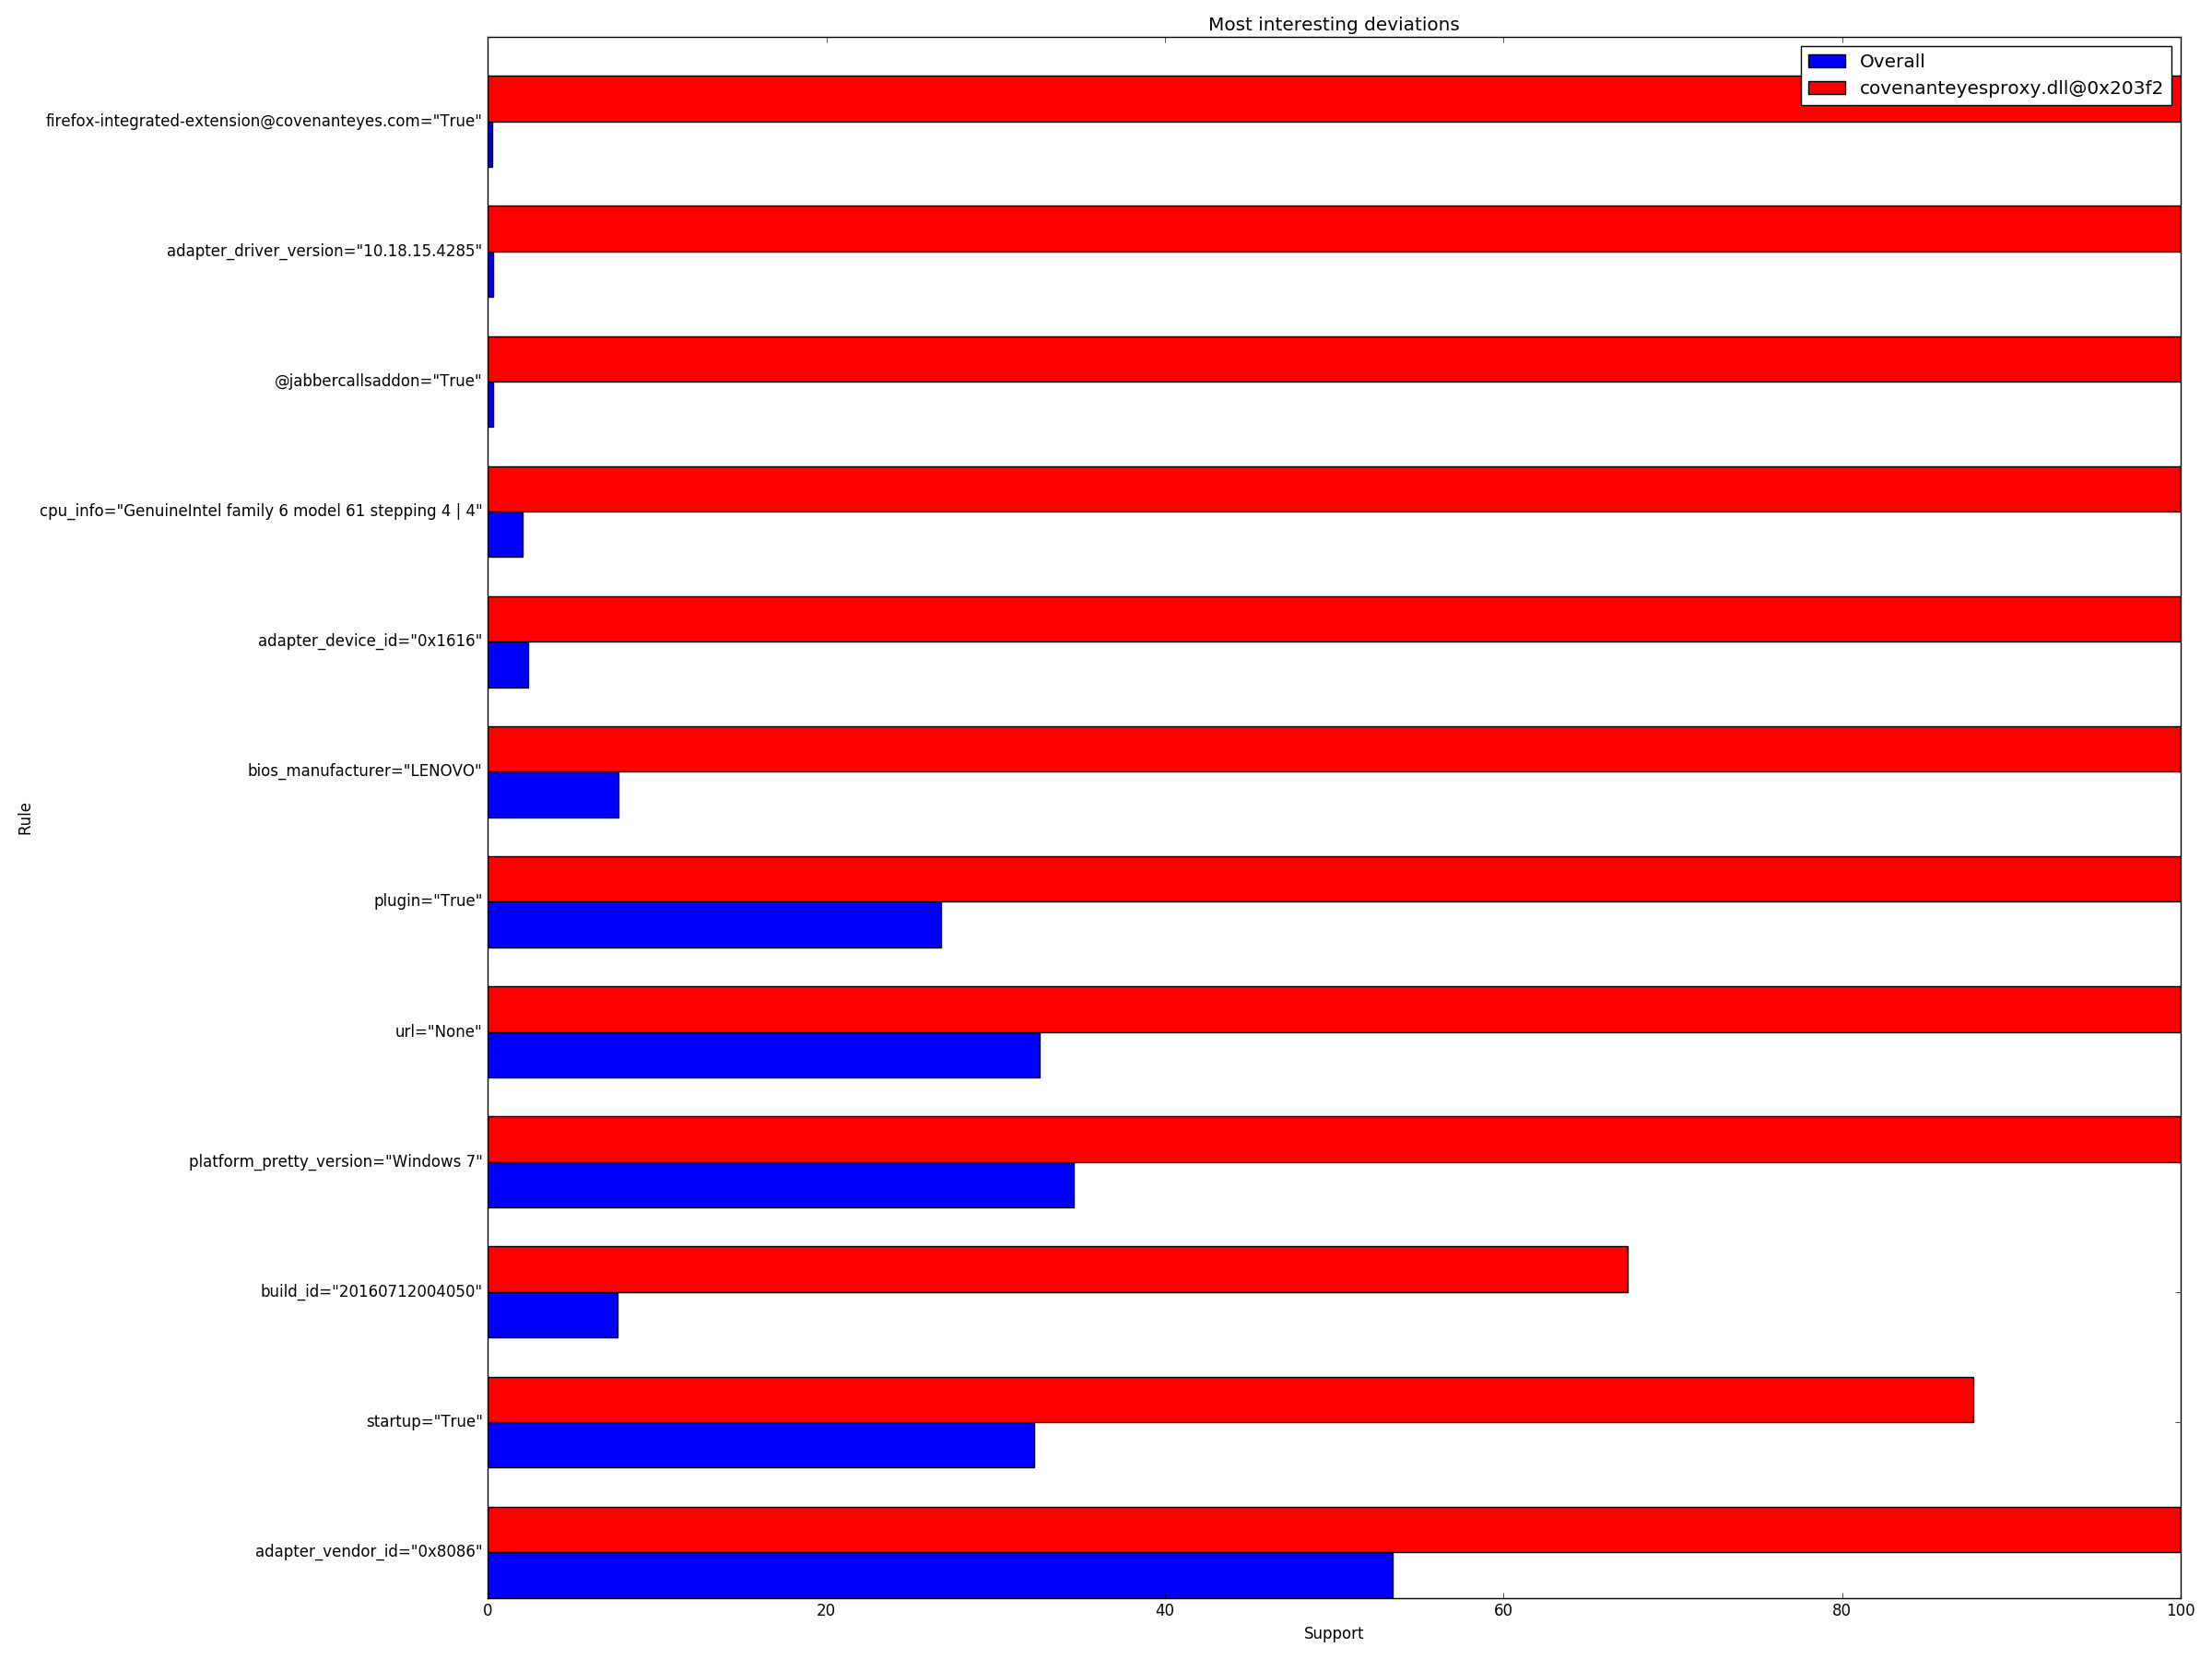 Most interesting deviations
Overall
covenanteyesproxy.dll@0x203f2
firefox-integrated-extension@covenanteyes.com="True"
adapter_driver_version="10.18.15.4285"
@jabbercallsaddon="True"
cpu_info="GenuineIntel family 6 model 61 stepping 4 | 4"
adapter_device_id="0x1616"
bios_manufacturer="LENOVO"
Rule
plugin="True"
url="None"
platform_pretty_version="Windows 7"
build_id="20160712004050"
startup="True"
adapter_vendor_id="0x8086"
0 20 40 60 80 100
Support